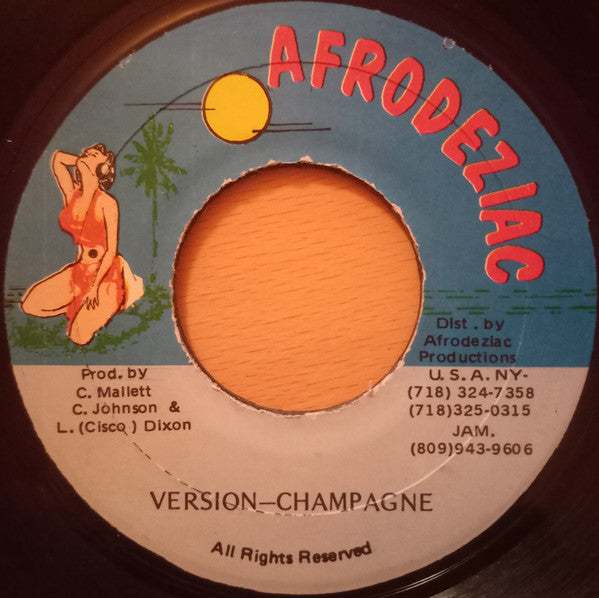 AFRODEZIAC
Dist. by
Afrodeziac
Productions
U.S.A. NY-
(718) 324-7358
(718)325-0315
JAM.
(809)943-9606
Prod. by
C. Mallett
C. Johnson &
L. (Cisco) Dixon
VERSION—CHAMPAGNE
All Rights Reserved